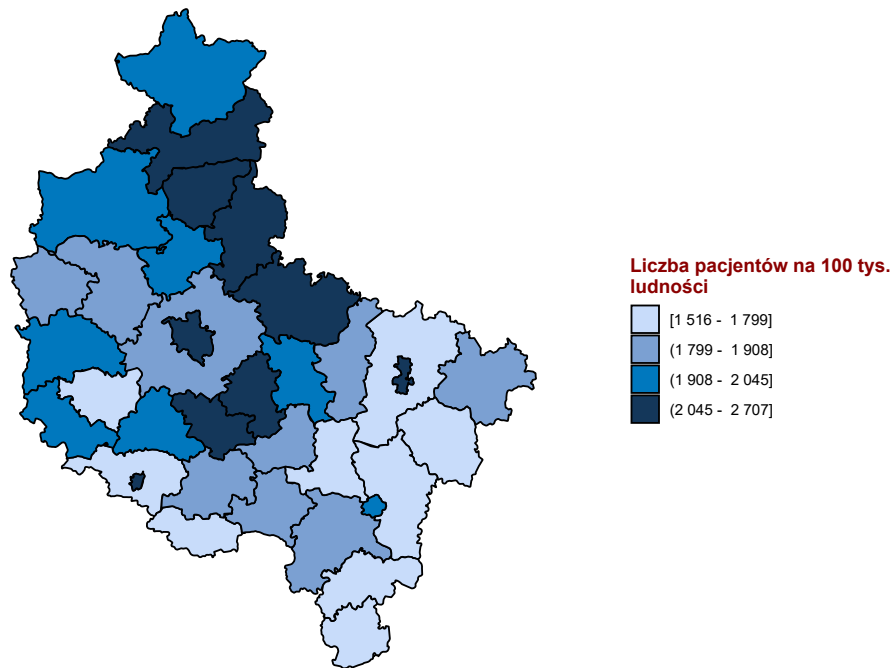 Liczba pacjentów na 100 tys.
ludności
[1 516 - 1 799]
(1 799 - 1 908]
(1 908 - 2 045]
(2 045 - 2 707]